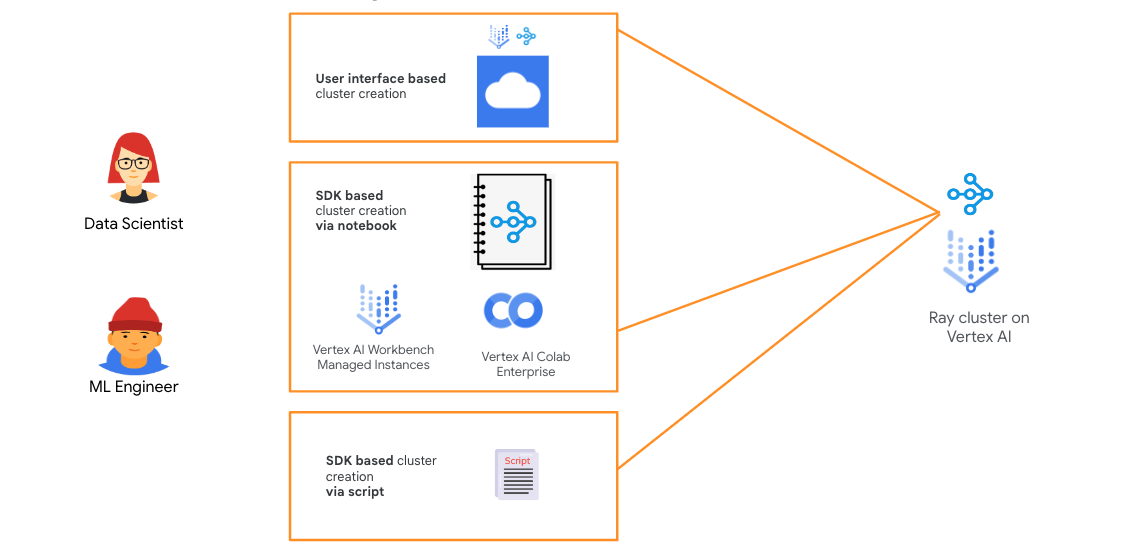 User interface based
cluster creation
SDK based
cluster creation
via notebook
Data Scientist
Vertex AI Workbench
Managed Instances
Vertex AI Colab
Enterprise
ML Engineer
Ray cluster on
Vertex AI
SDK based cluster
creation
via script
Script